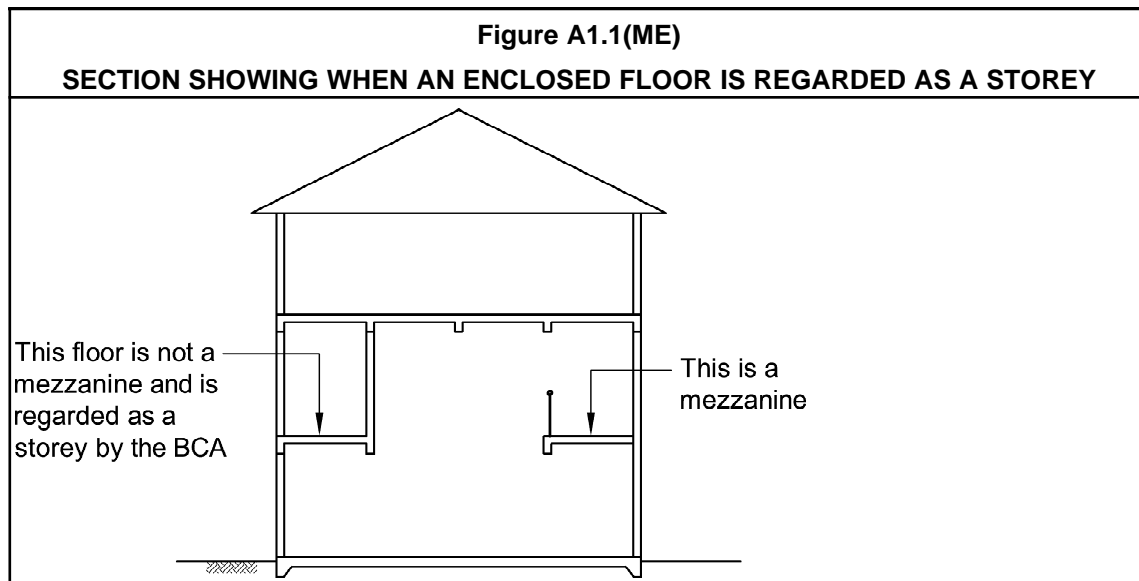 Figure A1.1(ME)
SECTION SHOWING WHEN AN ENCLOSED FLOOR IS REGARDED AS A STOREY
This floor is not a
mezzanine and is
regarded as a
storey by the BCA
This is a
mezzanine